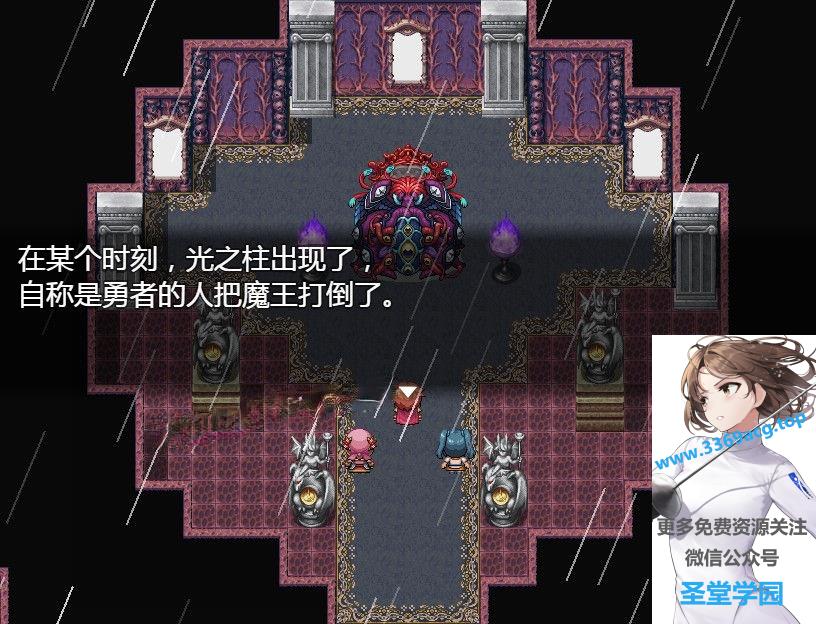 在某个时刻，光之柱出现了，
自称是勇者的人把魔王打倒了。
www.3369acg.top
更多免费资源关注
微信公众号
圣堂学园